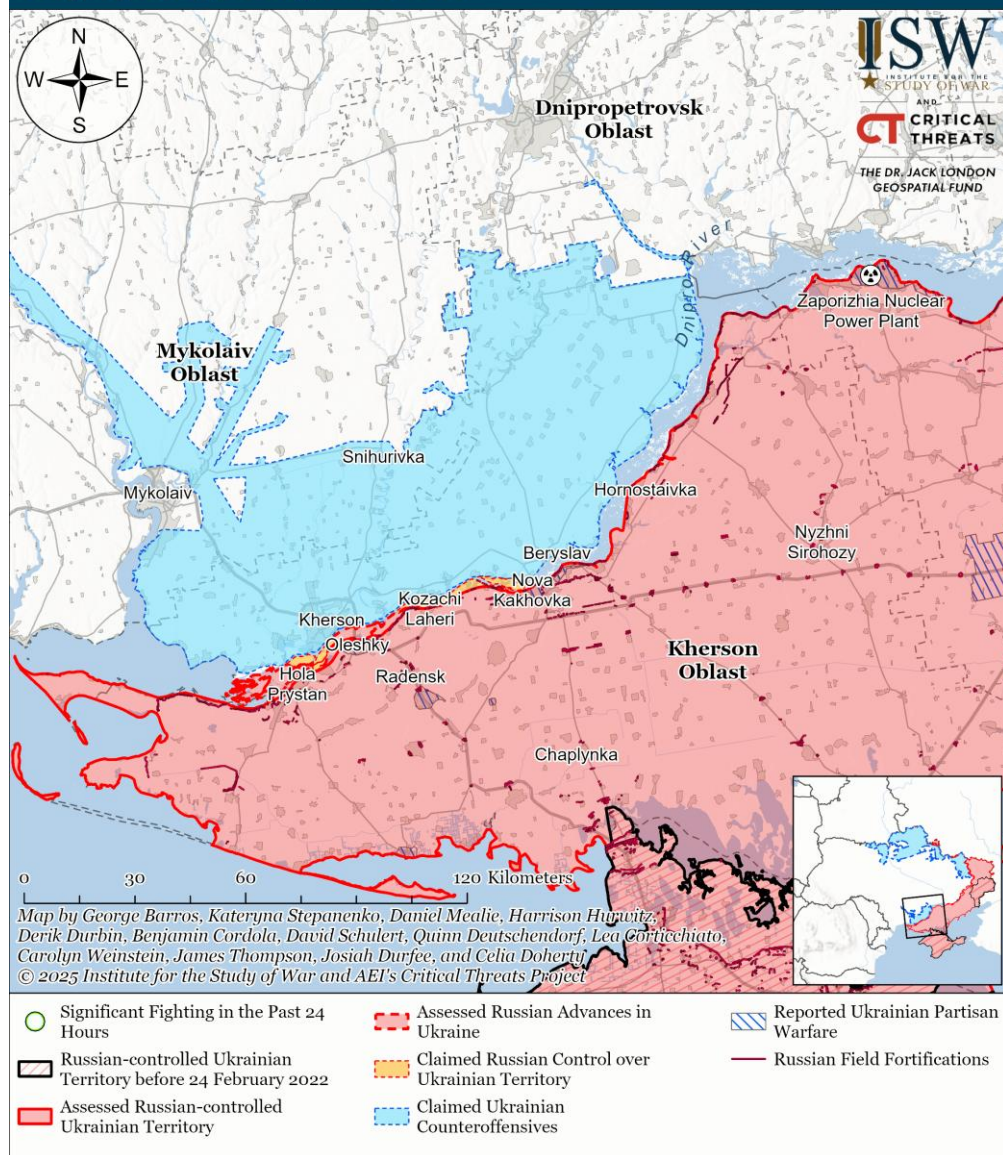 N
W E
S
ISW
INSTITUTE FOR THE
STUDY OF WAR
AND
CT CRITICAL
THREATS
THE DR. JACK LONDON
GEOSPATIAL FUND
Dnipropetrovsk
Oblast
Dnipro River
Zaporizhia Nuclear
Power Plant
Mykolaiv
Oblast
Snihurivka
Mykolaiv
Hornostaivka
Nyzhni
Sirohozy
Beryslav
Nova
Kakhovka
Kozachi
Laheri
Kherson
Oleshky
Kherson
Oblast
Hola
Prystan
Radensk
Chaplynka
0 30 60 120 Kilometers
Map by George Barros, Kateryna Stepanenko, Daniel Mealie, Harrison Hurwitz,
Derik Durbin, Benjamin Cordola, David Schulert, Quinn Deutschendorf, Lea Corticchiato,
Carolyn Weinstein, James Thompson, Josiah Durfee, and Celia Doherty
© 2025 Institute for the Study of War and AEI's Critical Threats Project
Significant Fighting in the Past 24
Hours
Russian-controlled Ukrainian
Territory before 24 February 2022
Assessed Russian-controlled
Ukrainian Territory
Assessed Russian Advances in
Ukraine
Claimed Russian Control over
Ukrainian Territory
Claimed Ukrainian
Counteroffensives
Reported Ukrainian Partisan
Warfare
Russian Field Fortifications